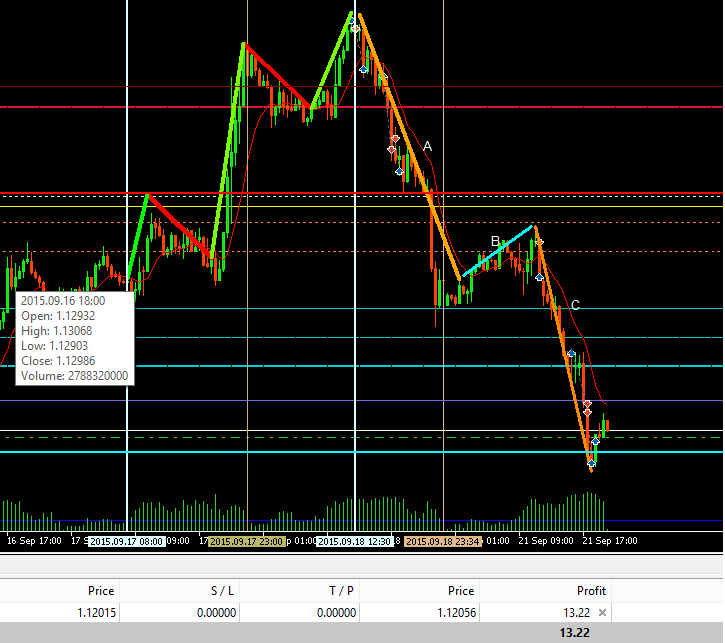 A
B
C
2015.09.16 18:00
Open: 1.12932
High: 1.13068
Low: 1.12903
Close: 1.12986
Volume: 2788320000
16 Sep 17:00 17 S 2015.09.17 08:00 09:00 17 2015.09.17 23:00 p 01:00 2015.09.18 12:30 18 2015.09.18 23:34 01:00 21 Sep 09:00 21 Sep 17:00
Price S / L T / P Price Profit
1.12015 0.00000 0.00000 1.12056 13.22 ×
13.22